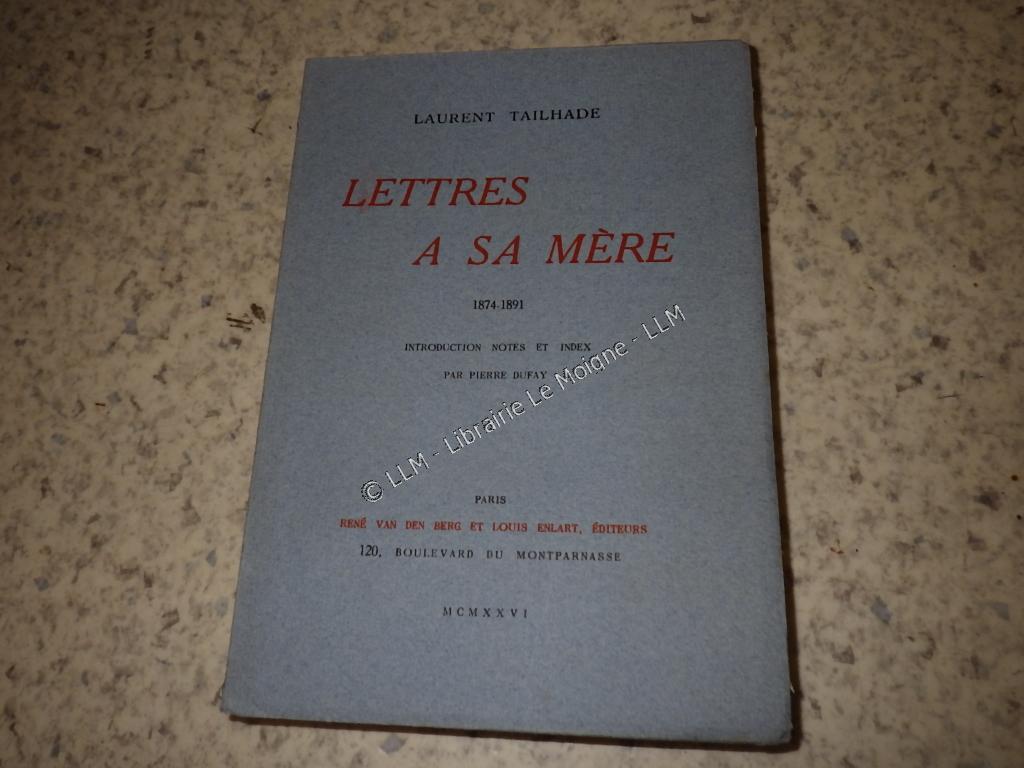 LAURENT TAILHADE
LETTRES
A SA MÈRE
1874-1891
INTRODUCTION NOTES ET INDEX
PAR PIERRE DUFAY
© LLM - Librairie Le Moigne - LLM
PARIS
RENÉ VAN DEN BERG ET LOUIS ENLART, ÉDITEURS
120, BOULEVARD DU MONTPARNASSE
MCMXXVI